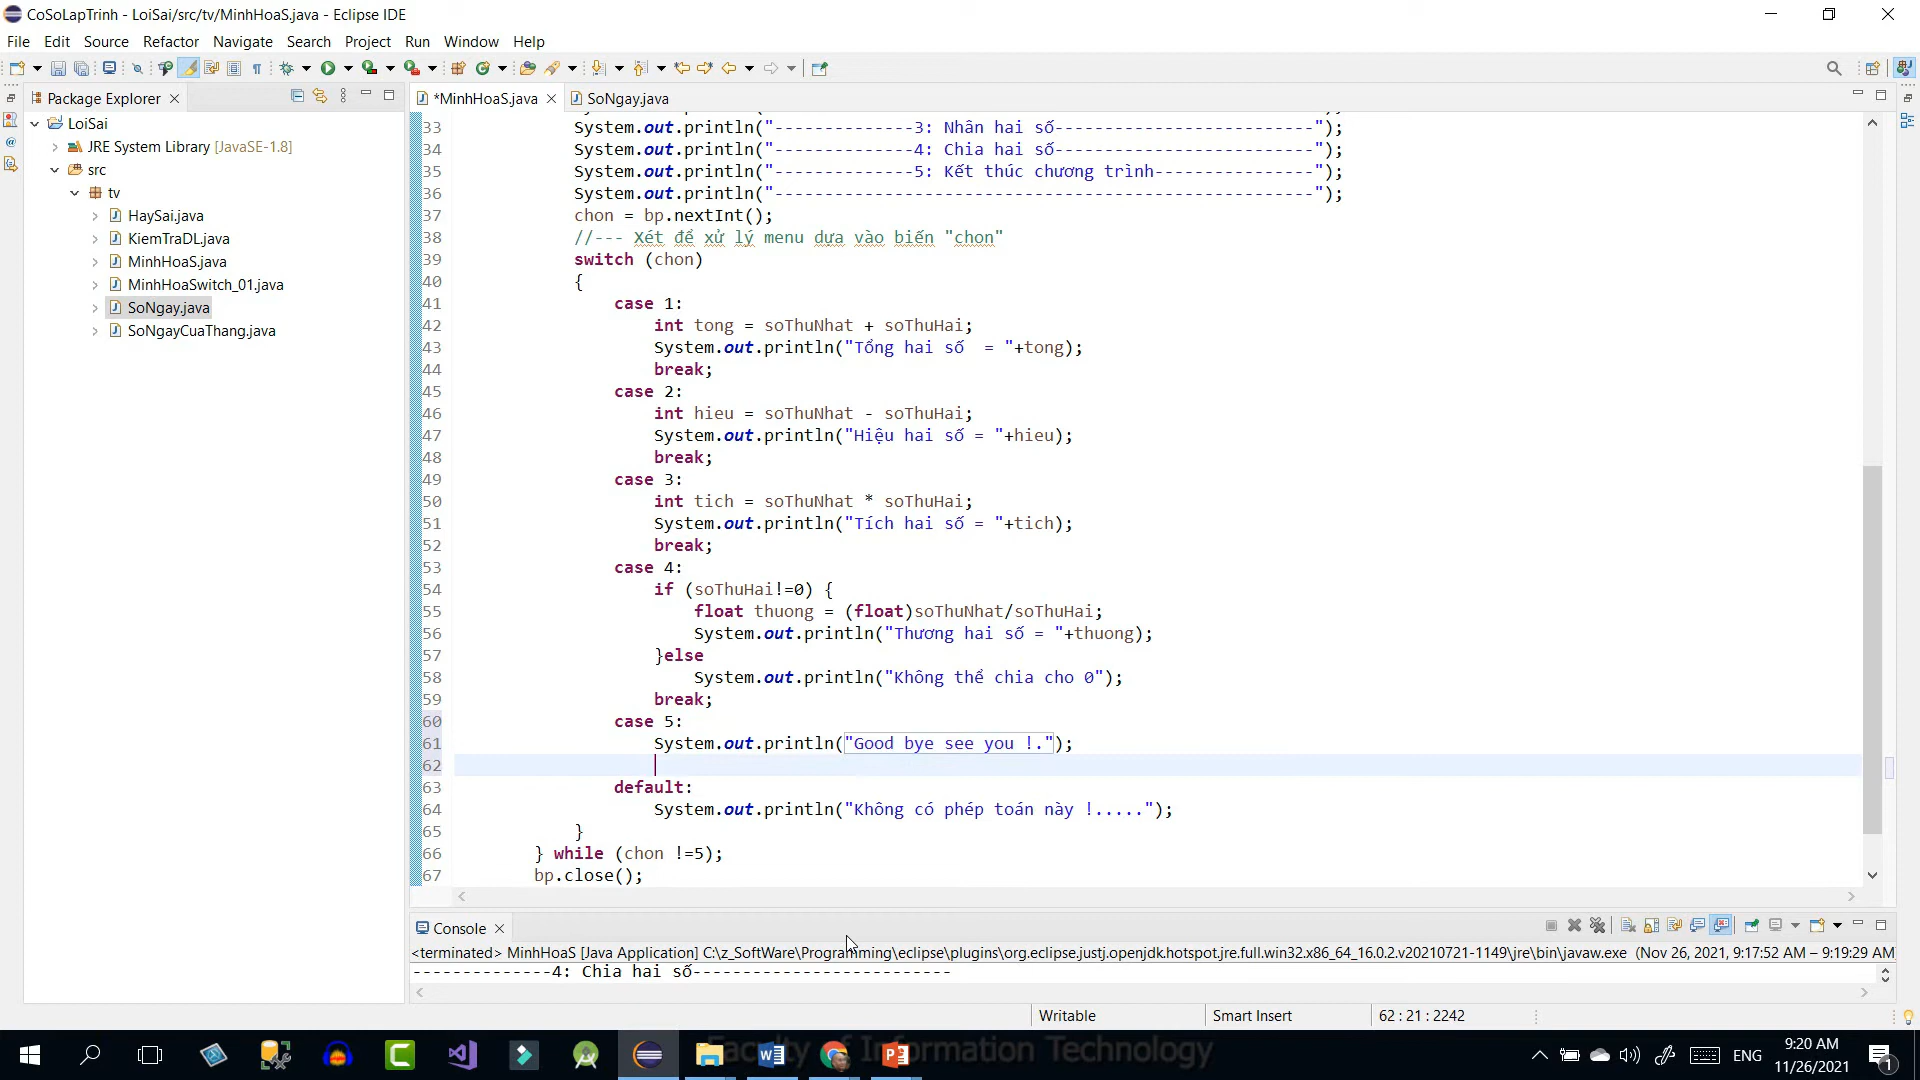 CoSoLapTrinh - LoiSai/src/tv/MinhHoaS.java - Eclipse IDE
File Edit Source Refactor Navigate Search Project Run Window Help
Package Explorer
*MinhHoaS.java
SoNgay.java
LoiSai
JRE System Library [JavaSE-1.8]
src
tv
HaySai.java
KiemTraDL.java
MinhHoaS.java
MinhHoaSwitch_01.java
SoNgay.java
SoNgayCuaThang.java
33 System.out.println("--------------3: Nhân hai số--------------------------");
34 System.out.println("--------------4: Chia hai số--------------------------");
35 System.out.println("--------------5: Kết thúc chương trình----------------");
36 System.out.println("------------------------------------------------------");
37 chon = bp.nextInt();
38 //--- Xét để xử lý menu dựa vào biến "chon"
39 switch (chon)
40 {
41 case 1:
42 int tong = soThuNhat + soThuHai;
43 System.out.println("Tổng hai số  = "+tong);
44 break;
45 case 2:
46 int hieu = soThuNhat - soThuHai;
47 System.out.println("Hiệu hai số = "+hieu);
48 break;
49 case 3:
50 int tich = soThuNhat * soThuHai;
51 System.out.println("Tích hai số = "+tich);
52 break;
53 case 4:
54 if (soThuHai!=0) {
55 float thuong = (float)soThuNhat/soThuHai;
56 System.out.println("Thương hai số = "+thuong);
57 }else
58 System.out.println("Không thể chia cho 0");
59 break;
60 case 5:
61 System.out.println("Good bye see you !.");
62
63 default:
64 System.out.println("Không có phép toán này !.....");
65 }
66 } while (chon !=5);
67 bp.close();
Console
<terminated> MinhHoaS [Java Application] C:\z_SoftWare\Programming\eclipse\plugins\org.eclipse.justj.openjdk.hotspot.jre.full.win32.x86_64_16.0.2.v20210721-1149\jre\bin\javaw.exe (Nov 26, 2021, 9:17:52 AM – 9:19:29 AM
--------------4: Chia hai số--------------------------
Writable Smart Insert 62 : 21 : 2242
Faculty of Information Technology
ENG
9:20 AM
11/26/2021
1